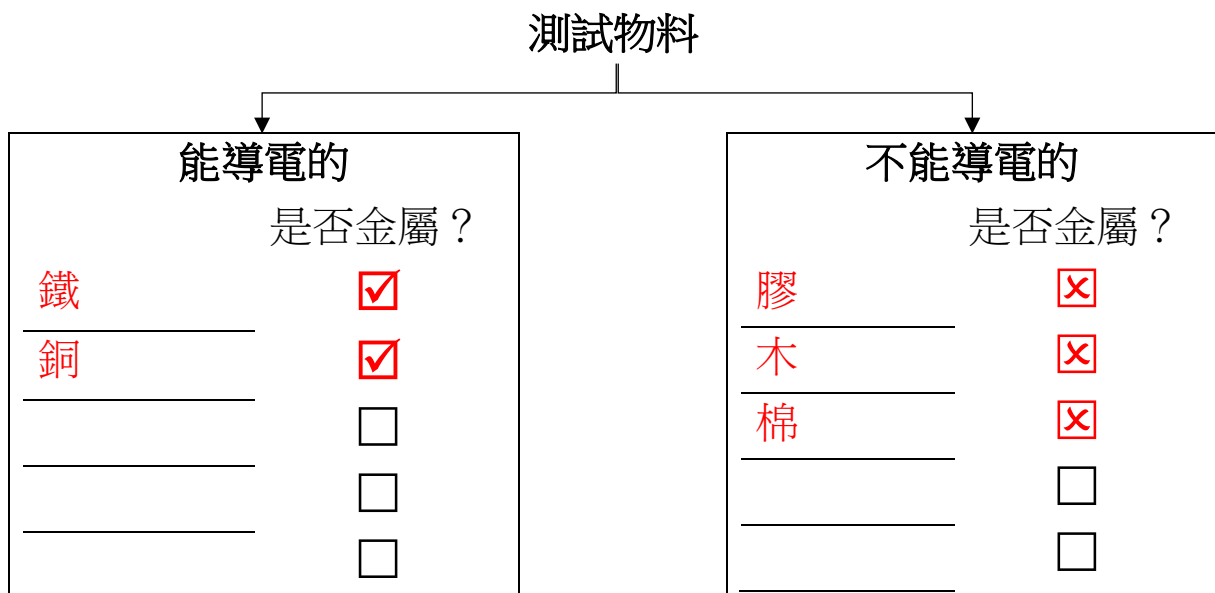 測試物料
能導電的
是否金屬？
鐵 ☑
銅 ☑
☐
☐
☐
不能導電的
是否金屬？
膠 ☒
木 ☒
棉 ☒
☐
☐